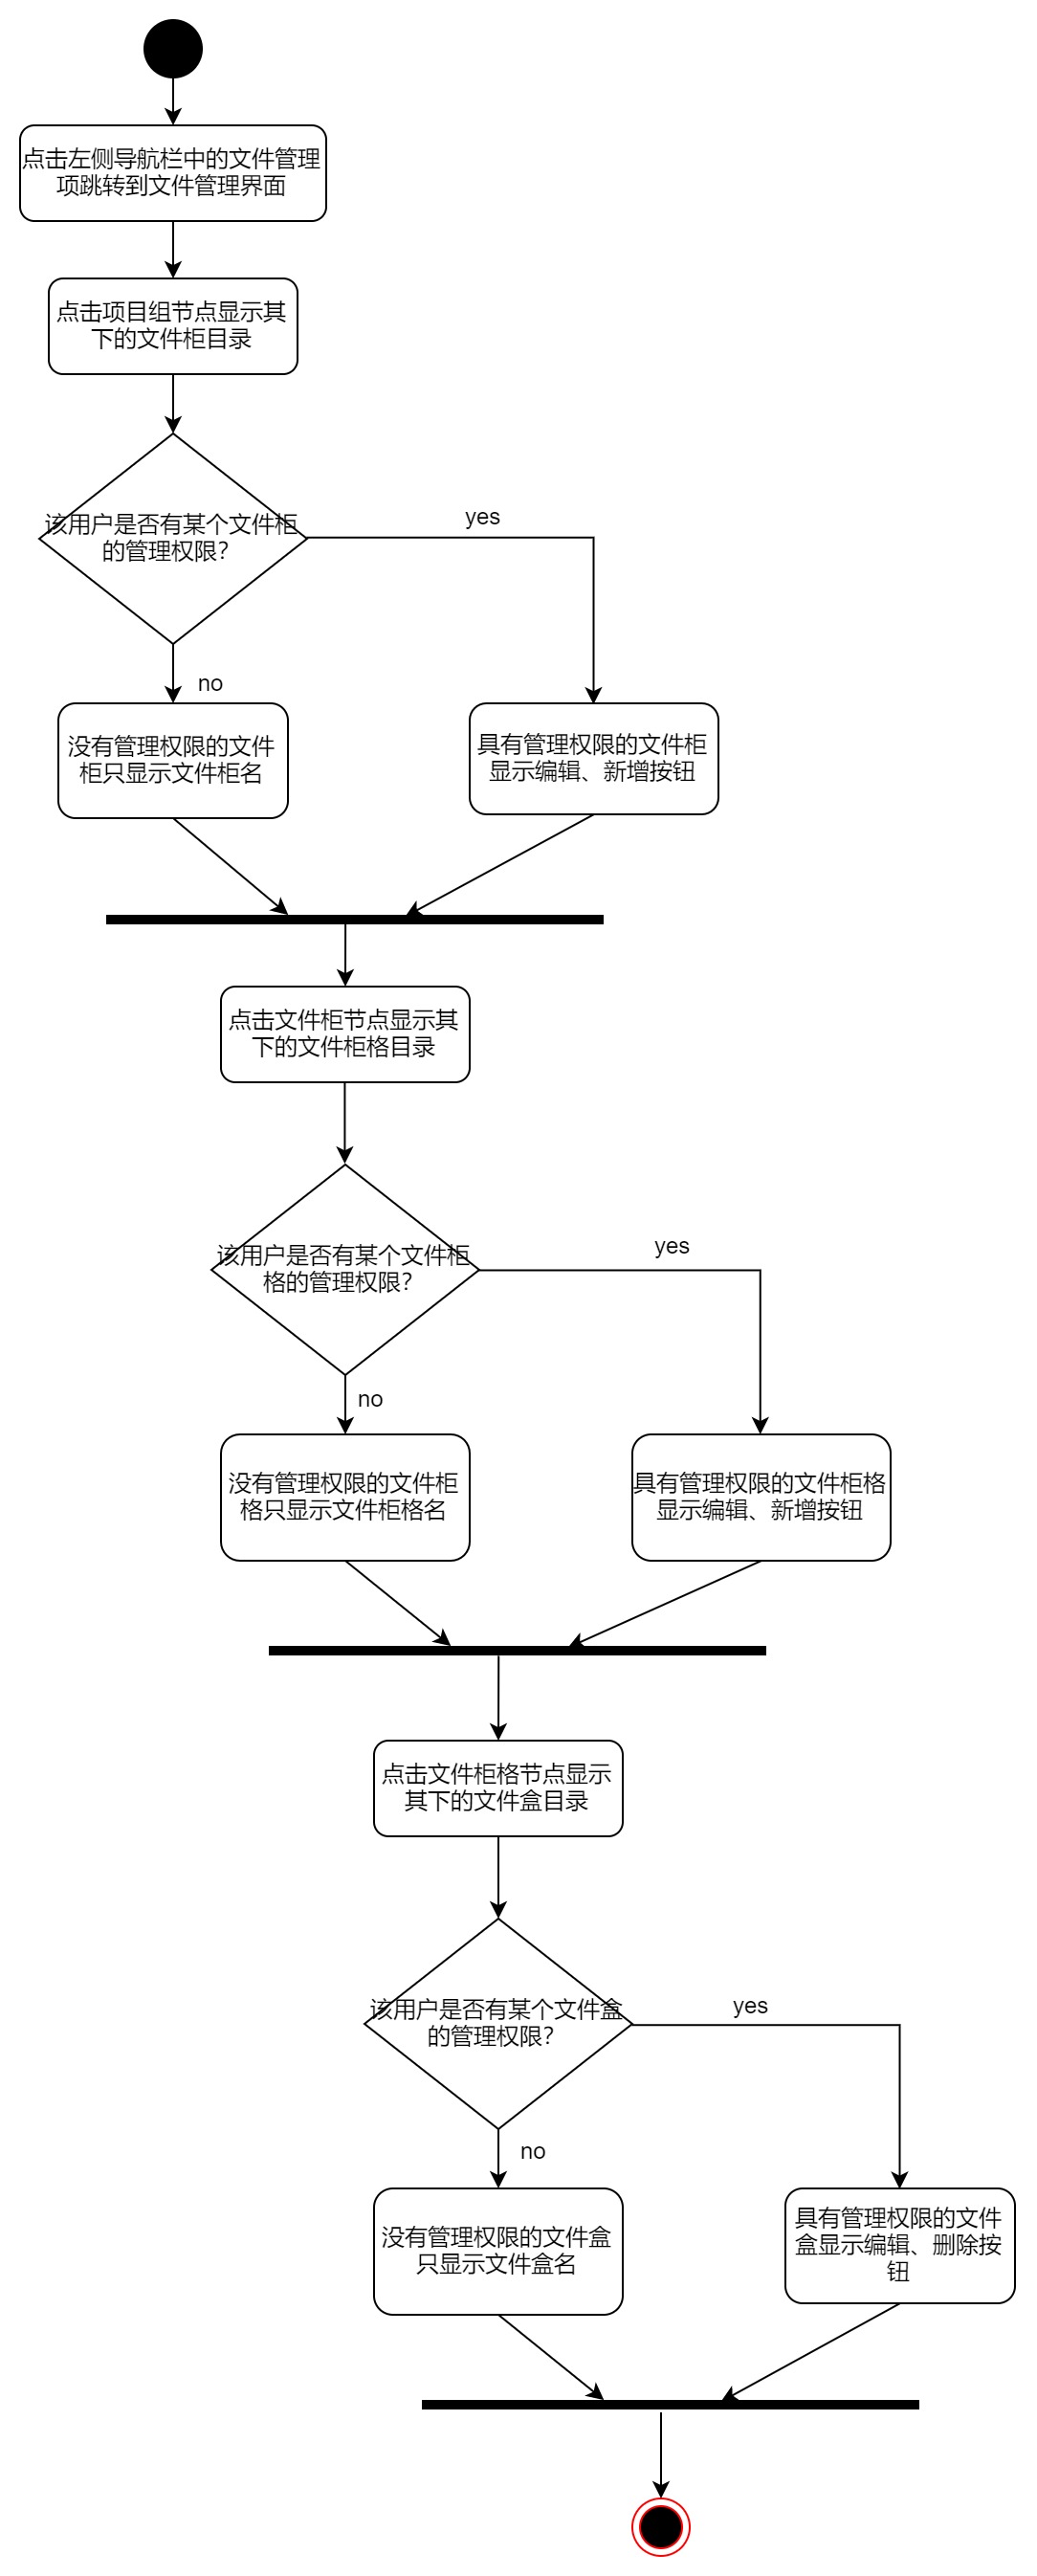 点击左侧导航栏中的文件管理
项跳转到文件管理界面
点击项目组节点显示其
下的文件柜目录
该用户是否有某个文件柜
的管理权限?
yes
no
没有管理权限的文件
柜只显示文件柜名
具有管理权限的文件柜
显示编辑、新增按钮
点击文件柜节点显示其
下的文件柜格目录
该用户是否有某个文件柜
格的管理权限?
yes
no
没有管理权限的文件柜
格只显示文件柜格名
具有管理权限的文件柜格
显示编辑、新增按钮
点击文件柜格节点显示
其下的文件盒目录
该用户是否有某个文件盒
的管理权限?
yes
no
没有管理权限的文件盒
只显示文件盒名
具有管理权限的文件
盒显示编辑、删除按
钮